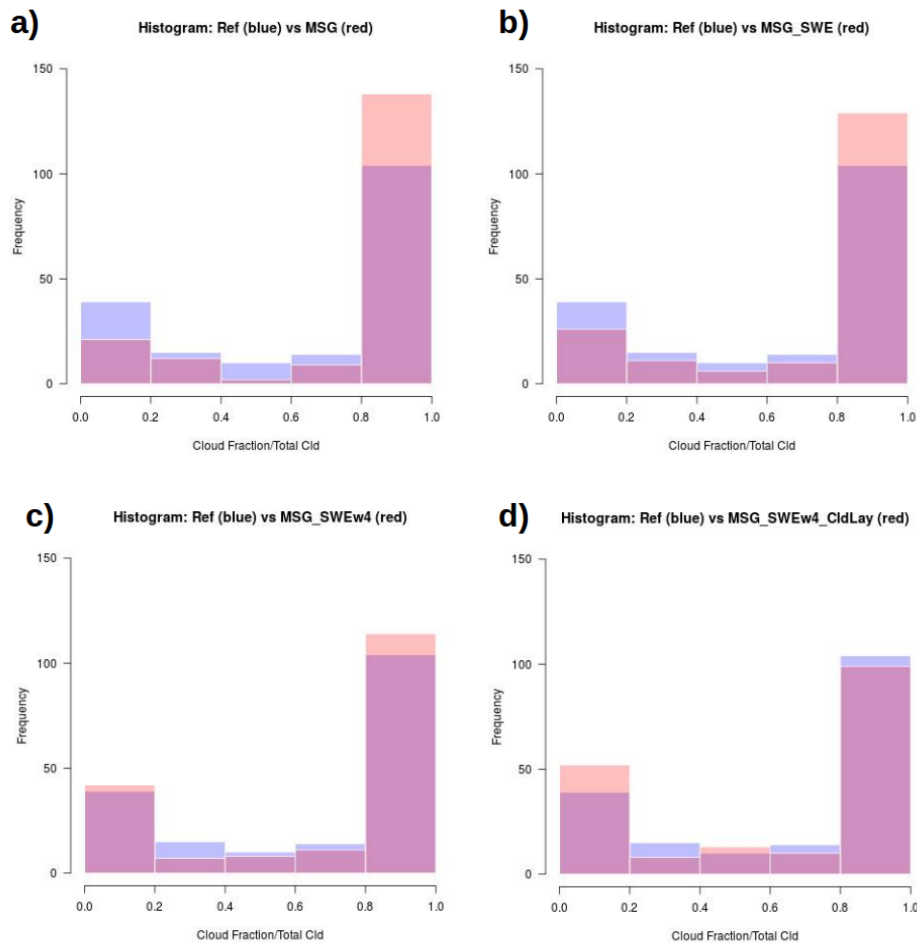 a)
Histogram: Ref (blue) vs MSG (red)
150
100
50
0
Frequency
0.0 0.2 0.4 0.6 0.8 1.0
Cloud Fraction/Total Cld
b)
Histogram: Ref (blue) vs MSG_SWE (red)
150
100
50
0
Frequency
0.0 0.2 0.4 0.6 0.8 1.0
Cloud Fraction/Total Cld
c)
Histogram: Ref (blue) vs MSG_SWEw4 (red)
150
100
50
0
Frequency
0.0 0.2 0.4 0.6 0.8 1.0
Cloud Fraction/Total Cld
d)
Histogram: Ref (blue) vs MSG_SWEw4_CldLay (red)
150
100
50
0
Frequency
0.0 0.2 0.4 0.6 0.8 1.0
Cloud Fraction/Total Cld